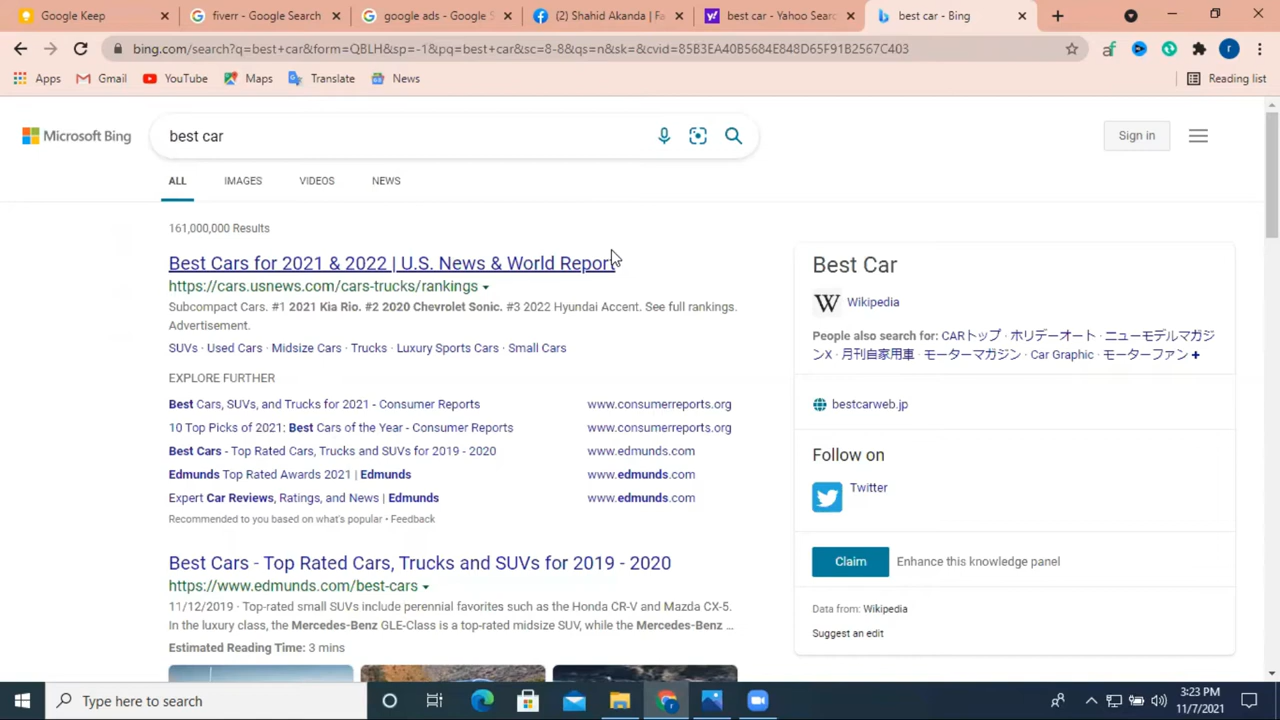 Google Keep
fiverr - Google Search
google ads - Google S
(2) Shahid Akanda | Fa
best car - Yahoo Searc
best car - Bing
bing.com/search?q=best+car&form=QBLH&sp=-1&pq=best+car&sc=8-8&qs=n&sk=&cvid=85B3EA40B5684E848D65F91B2567C403
af
r
Apps
Gmail
YouTube
Maps
Translate
News
Reading list
Microsoft Bing
best car
Sign in
ALL
IMAGES
VIDEOS
NEWS
161,000,000 Results
Best Cars for 2021 & 2022 | U.S. News & World Report
https://cars.usnews.com/cars-trucks/rankings
Subcompact Cars. #1 2021 Kia Rio. #2 2020 Chevrolet Sonic. #3 2022 Hyundai Accent. See full rankings.
Advertisement.
SUVs · Used Cars · Midsize Cars · Trucks · Luxury Sports Cars · Small Cars
EXPLORE FURTHER
Best Cars, SUVs, and Trucks for 2021 - Consumer Reports www.consumerreports.org
10 Top Picks of 2021: Best Cars of the Year - Consumer Reports www.consumerreports.org
Best Cars - Top Rated Cars, Trucks and SUVs for 2019 - 2020 www.edmunds.com
Edmunds Top Rated Awards 2021 | Edmunds www.edmunds.com
Expert Car Reviews, Ratings, and News | Edmunds www.edmunds.com
Recommended to you based on what's popular • Feedback
Best Cars - Top Rated Cars, Trucks and SUVs for 2019 - 2020
https://www.edmunds.com/best-cars
11/12/2019 · Top-rated small SUVs include perennial favorites such as the Honda CR-V and Mazda CX-5.
In the luxury class, the Mercedes-Benz GLE-Class is a top-rated midsize SUV, while the Mercedes-Benz ...
Estimated Reading Time: 3 mins
Best Car
W Wikipedia
People also search for: CARトップ · ホリデーオート · ニューモデルマガジ
ンX · 月刊自家用車 · モーターマガジン · Car Graphic · モーターファン +
bestcarweb.jp
Follow on
Twitter
Claim
Enhance this knowledge panel
Data from: Wikipedia
Suggest an edit
Type here to search
3:23 PM
11/7/2021